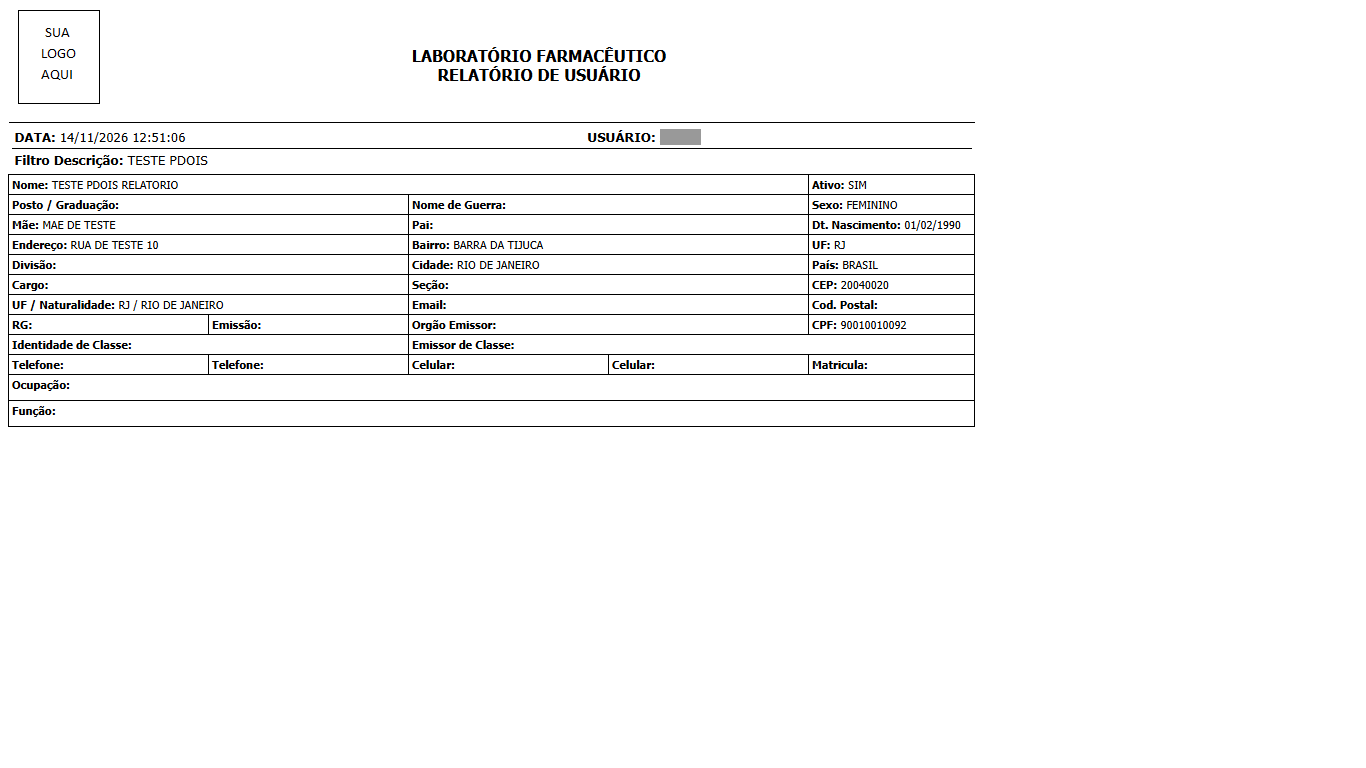 SUA
LOGO
AQUI
LABORATÓRIO FARMACÊUTICO
RELATÓRIO DE USUÁRIO
DATA: 14/11/2026 12:51:06 USUÁRIO:
Filtro Descrição: TESTE PDOIS
Nome: TESTE PDOIS RELATORIO Ativo: SIM
Posto / Graduação: Nome de Guerra: Sexo: FEMININO
Mãe: MAE DE TESTE Pai: Dt. Nascimento: 01/02/1990
Endereço: RUA DE TESTE 10 Bairro: BARRA DA TIJUCA UF: RJ
Divisão: Cidade: RIO DE JANEIRO País: BRASIL
Cargo: Seção: CEP: 20040020
UF / Naturalidade: RJ / RIO DE JANEIRO Email: Cod. Postal:
RG: Emissão: Orgão Emissor: CPF: 90010010092
Identidade de Classe: Emissor de Classe:
Telefone: Telefone: Celular: Celular: Matricula:
Ocupação:
Função: